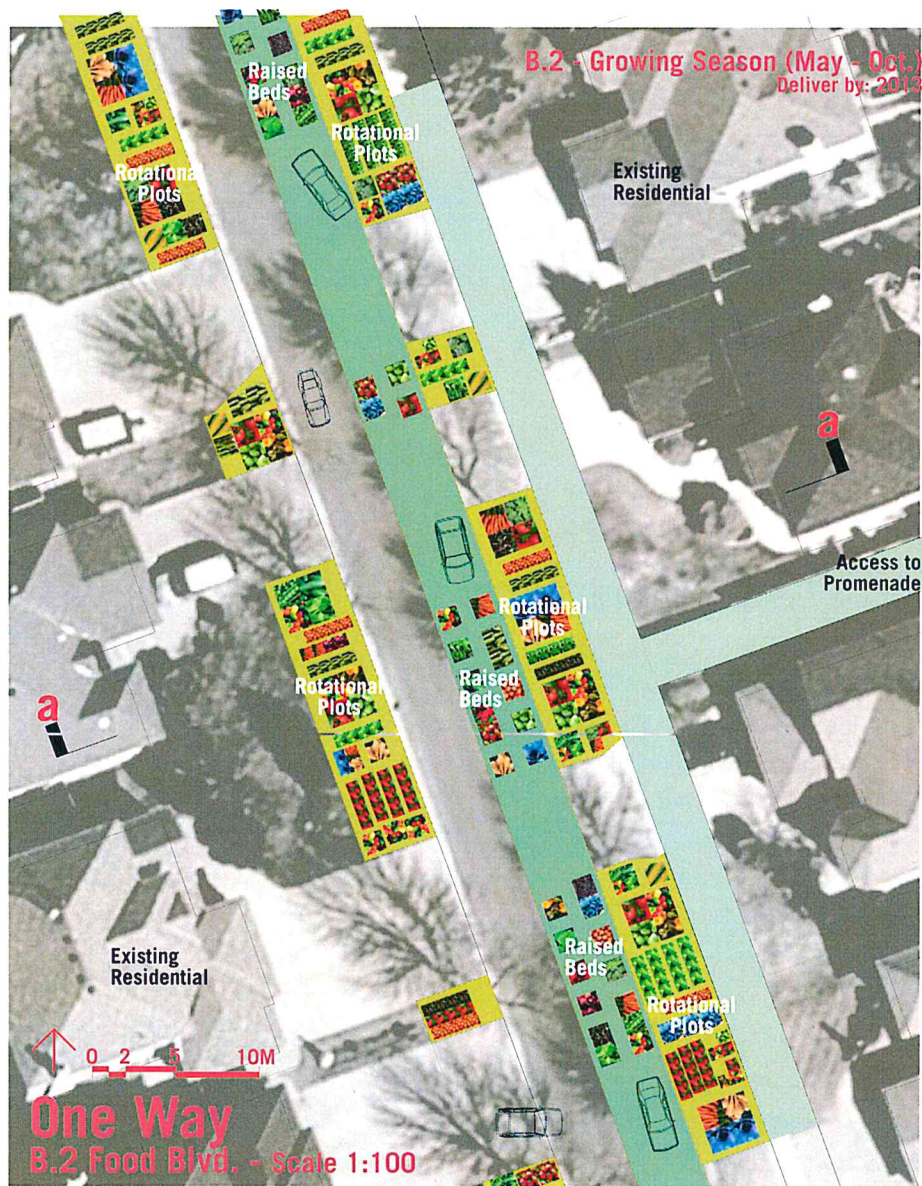 B.2 - Growing Season (May - Oct.)
Deliver by: 2013
Raised
Beds
Rotational
Plots
Rotational
Plots
Existing
Residential
a
Access to
Promenade
Rotational
Plots
Raised
Beds
Rotational
Plots
a
Existing
Residential
Raised
Beds
Rotational
Plots
0 2 5 10M
One Way
B.2 Food Blvd. - Scale 1:100